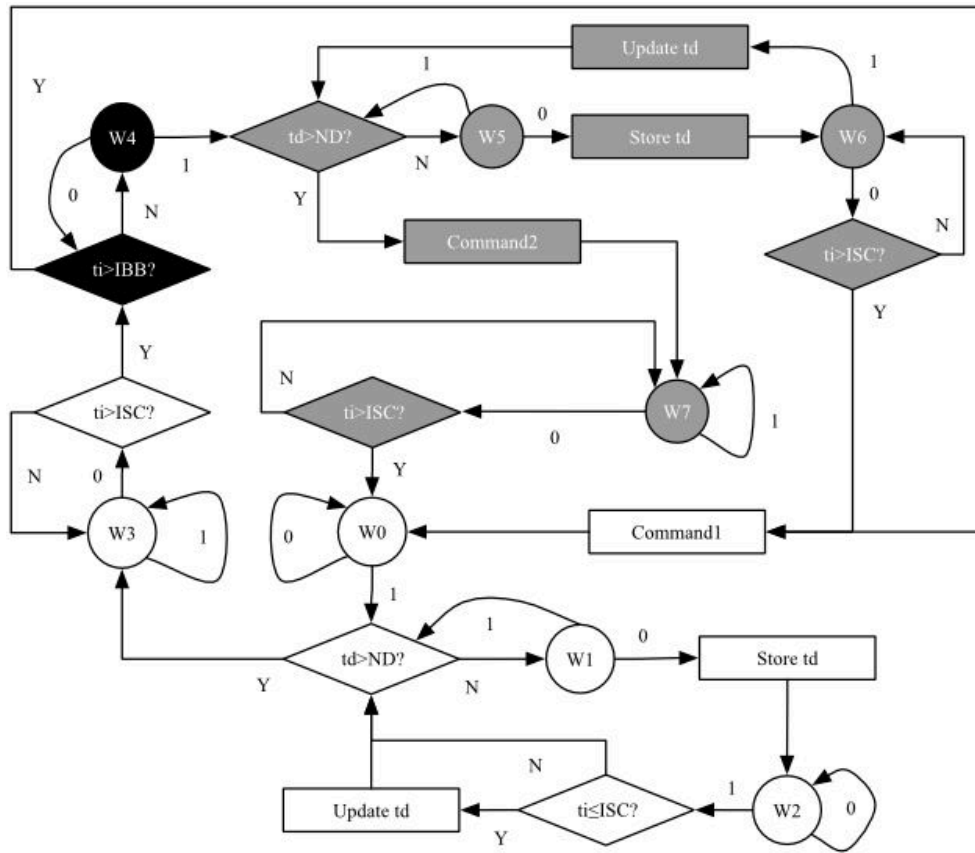 Update td
1
Y
1
W4
td>ND?
W5
0
Store td
W6
1
N
0
0
Y
N
Command2
N
ti>IBB?
ti>ISC?
Y
Y
N
ti>ISC?
ti>ISC?
W7
0
1
N
0
Y
W3
1
0
W0
Command1
1
td>ND?
1
W1
0
Store td
Y
N
N
1
Update td
ti≤ISC?
W2
0
Y